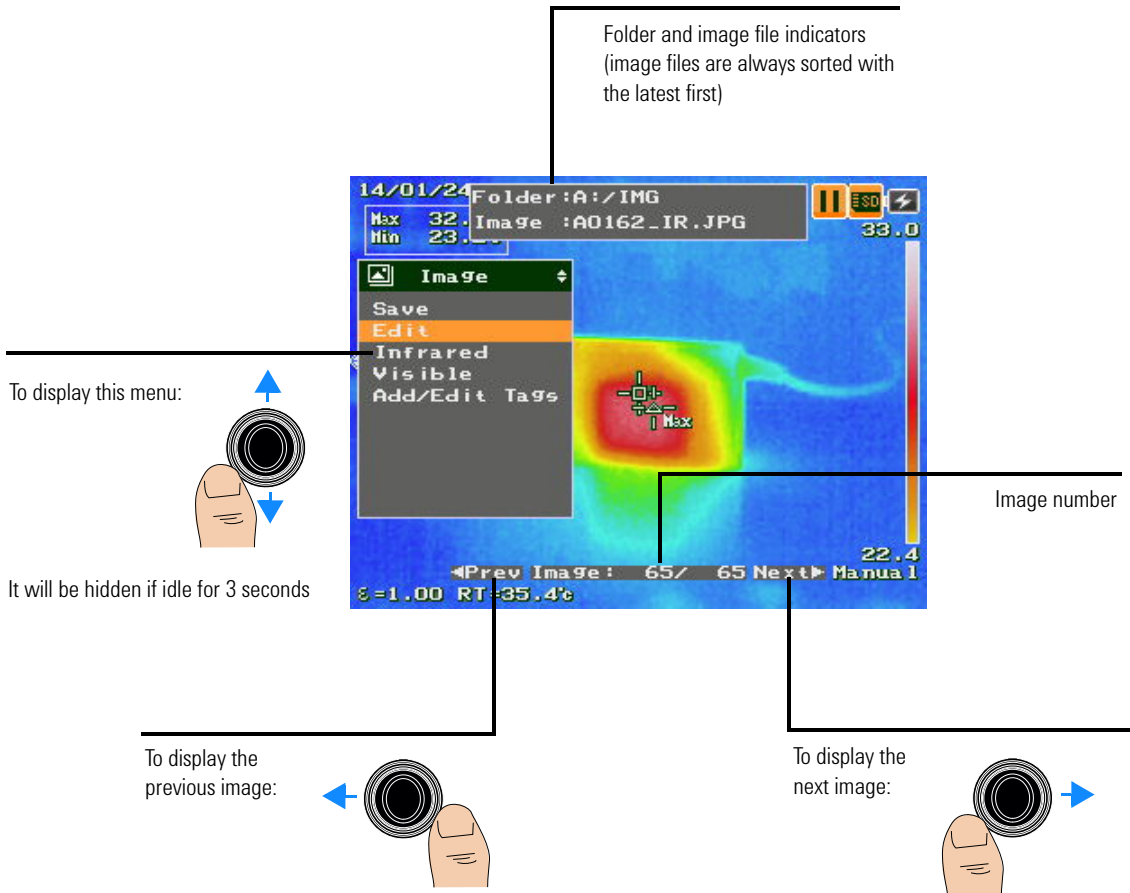 Folder and image file indicators
(image files are always sorted with
the latest first)
14/01/24
Folder:A:/IMG
Image :A0162_IR.JPG
SD
Max 32.
Min 23.
33.0
Image
Save
Edit
Infrared
Visible
Add/Edit Tags
Max
To display this menu:
It will be hidden if idle for 3 seconds
Image number
22.4
◀Prev Image: 65/ 65 Next▶ Manual
ε=1.00 RT=35.4℃
To display the
previous image:
To display the
next image: